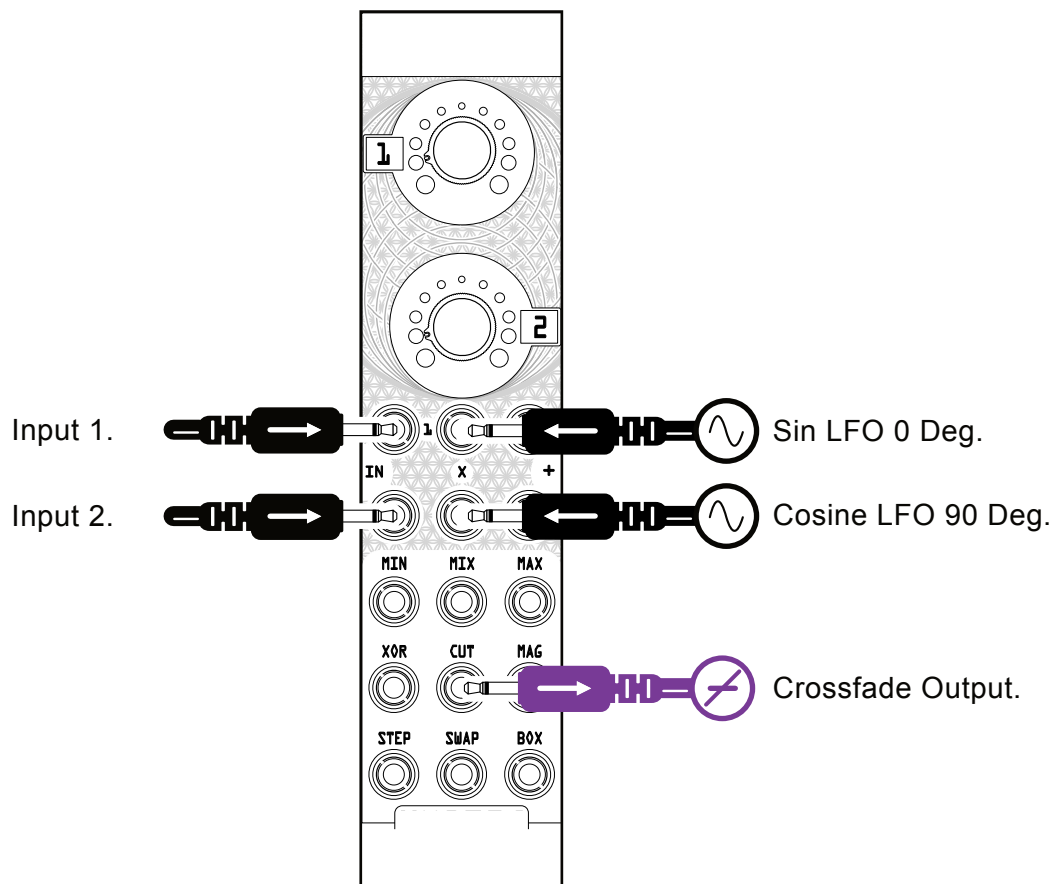 1
2
Input 1.
1
Sin LFO 0 Deg.
IN X +
Input 2.
Cosine LFO 90 Deg.
MIN MIX MAX
XOR CUT MAG
Crossfade Output.
STEP SWAP BOX